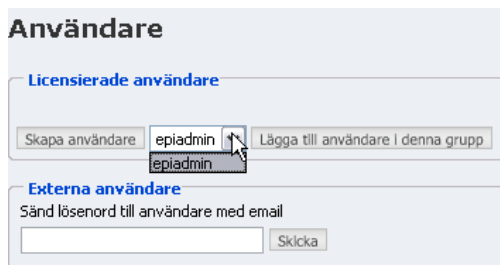 Användare
Licensierade användare
Skapa användare epiadmin Lägga till användare i denna grupp
epiadmin
Externa användare
Sänd lösenord till användare med email
Skicka